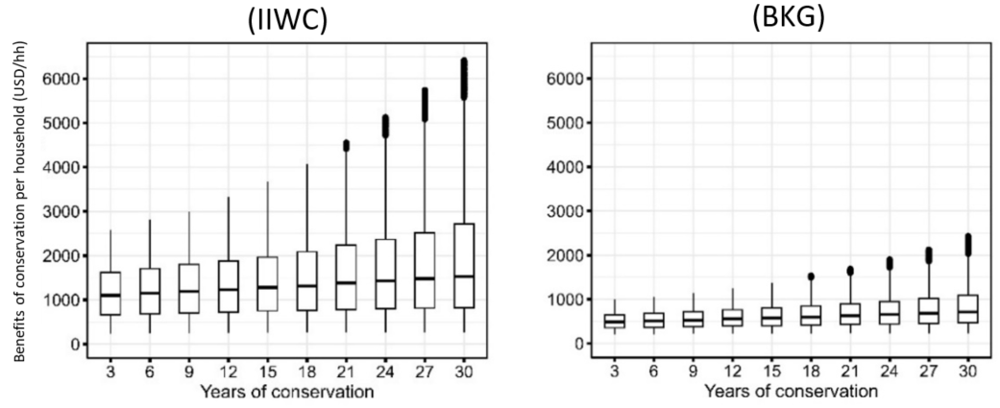 (IIWC)
Benefits of conservation per household (USD/hh)
6000
5000
4000
3000
2000
1000
0
3 6 9 12 15 18 21 24 27 30
Years of conservation
(BKG)
6000
5000
4000
3000
2000
1000
0
3 6 9 12 15 18 21 24 27 30
Years of conservation